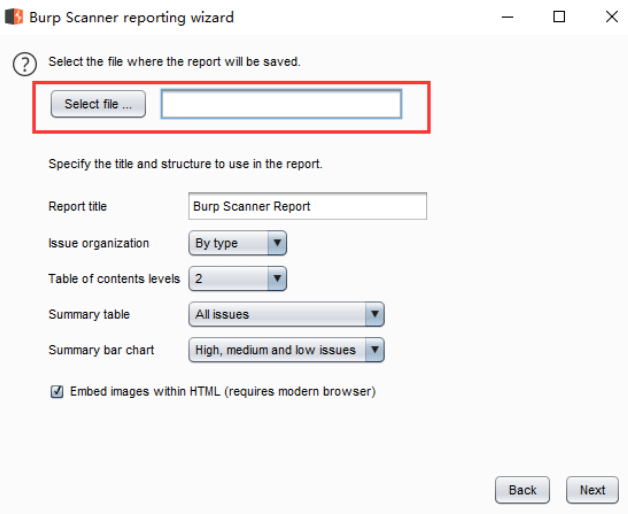 Burp Scanner reporting wizard
Select the file where the report will be saved.
Select file ...
Specify the title and structure to use in the report.
Report title Burp Scanner Report
Issue organization By type
Table of contents levels 2
Summary table All issues
Summary bar chart High, medium and low issues
Embed images within HTML (requires modern browser)
Back Next